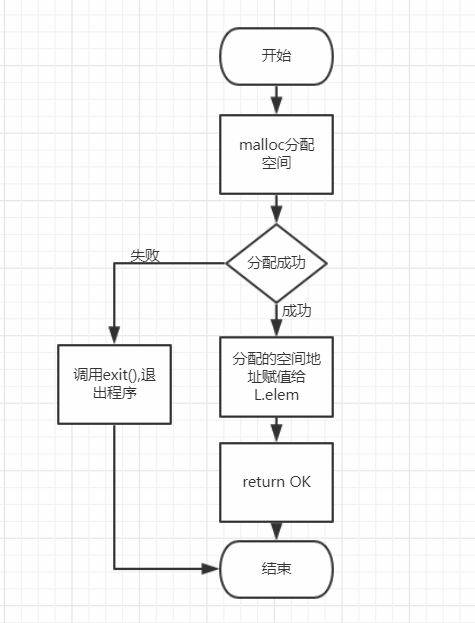 开始
malloc分配
空间
分配成功
失败
成功
调用exit(),退
出程序
分配的空间地
址赋值给
L.elem
return OK
结束